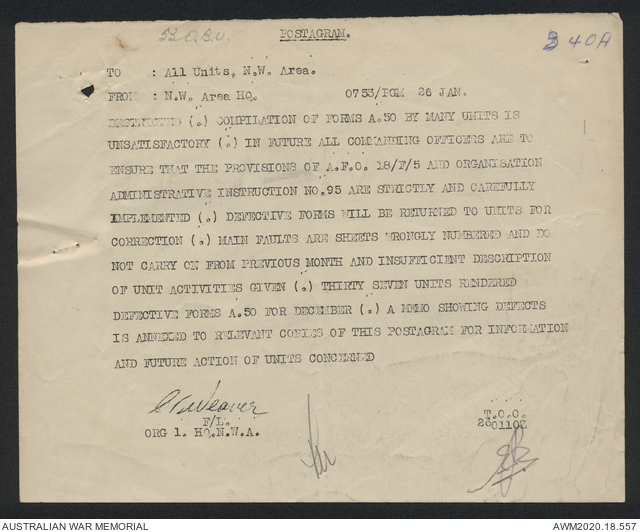 52 O.B.U.
POSTAGRAM.
340A
TO : All Units, N.W. Area.
FROM : N.W. Area HQ. 0753/PGM 26 JAN.
RESTRICTED (.) COMPILATION OF FORMS A.50 BY MANY UNITS IS
UNSATISFACTORY (.) IN FUTURE ALL COMMANDING OFFICERS ARE TO
ENSURE THAT THE PROVISIONS OF A.F.O. 18/F/5 AND ORGANISATION
ADMINISTRATIVE INSTRUCTION NO.95 ARE STRICTLY AND CAREFULLY
IMPLEMENTED (.) DEFECTIVE FORMS WILL BE RETURNED TO UNITS FOR
CORRECTION (.) MAIN FAULTS ARE SHEETS WRONGLY NUMBERED AND DO
NOT CARRY ON FROM PREVIOUS MONTH AND INSUFFICIENT DESCRIPTION
OF UNIT ACTIVITIES GIVEN (.) THIRTY SEVEN UNITS RENDERED
DEFECTIVE FORMS A.50 FOR DECEMBER (.) A MEMO SHOWING DEFECTS
IS ANNEXED TO RELEVANT COPIES OF THIS POSTAGRAM FOR INFORMATION
AND FUTURE ACTION OF UNITS CONCERNED
Weaver
F/L.
ORG 1. HQ.N.W.A.
T.O.O.
260110Z
AUSTRALIAN WAR MEMORIAL
AWM2020.18.557